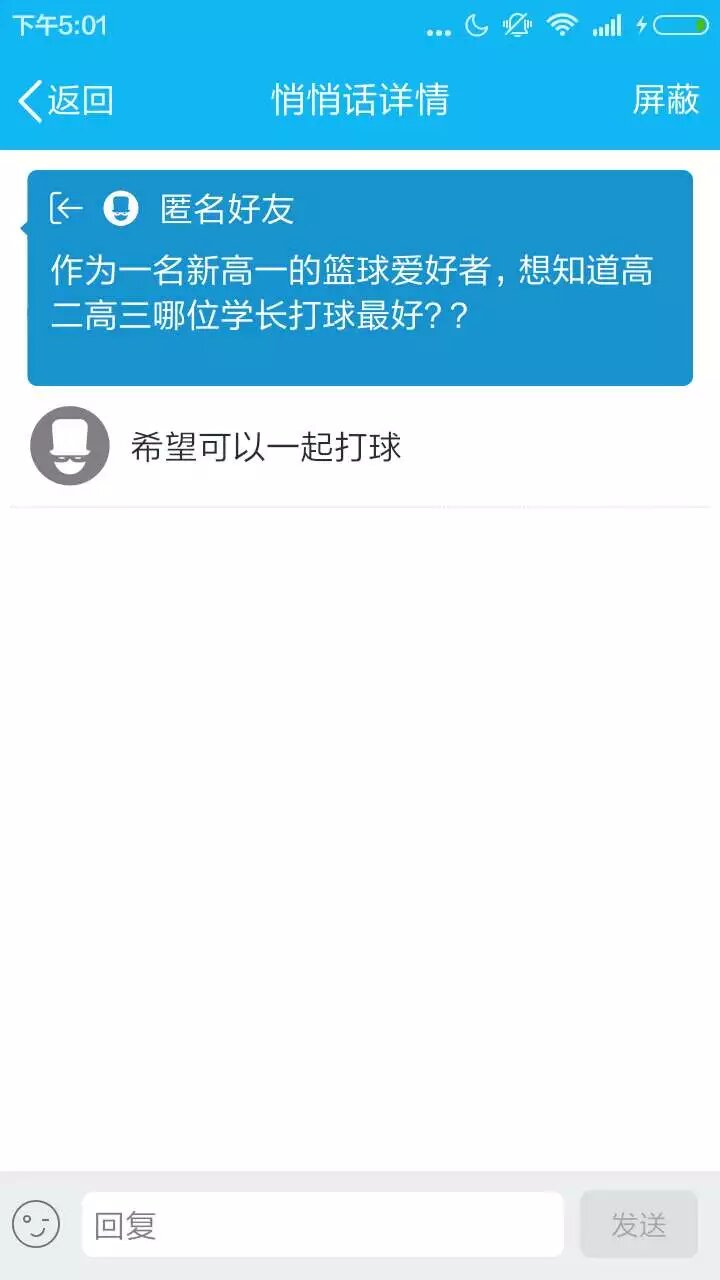 下午5:01
返回
悄悄话详情
屏蔽
匿名好友
作为一名新高一的篮球爱好者,想知道高
二高三哪位学长打球最好??
希望可以一起打球
回复
发送